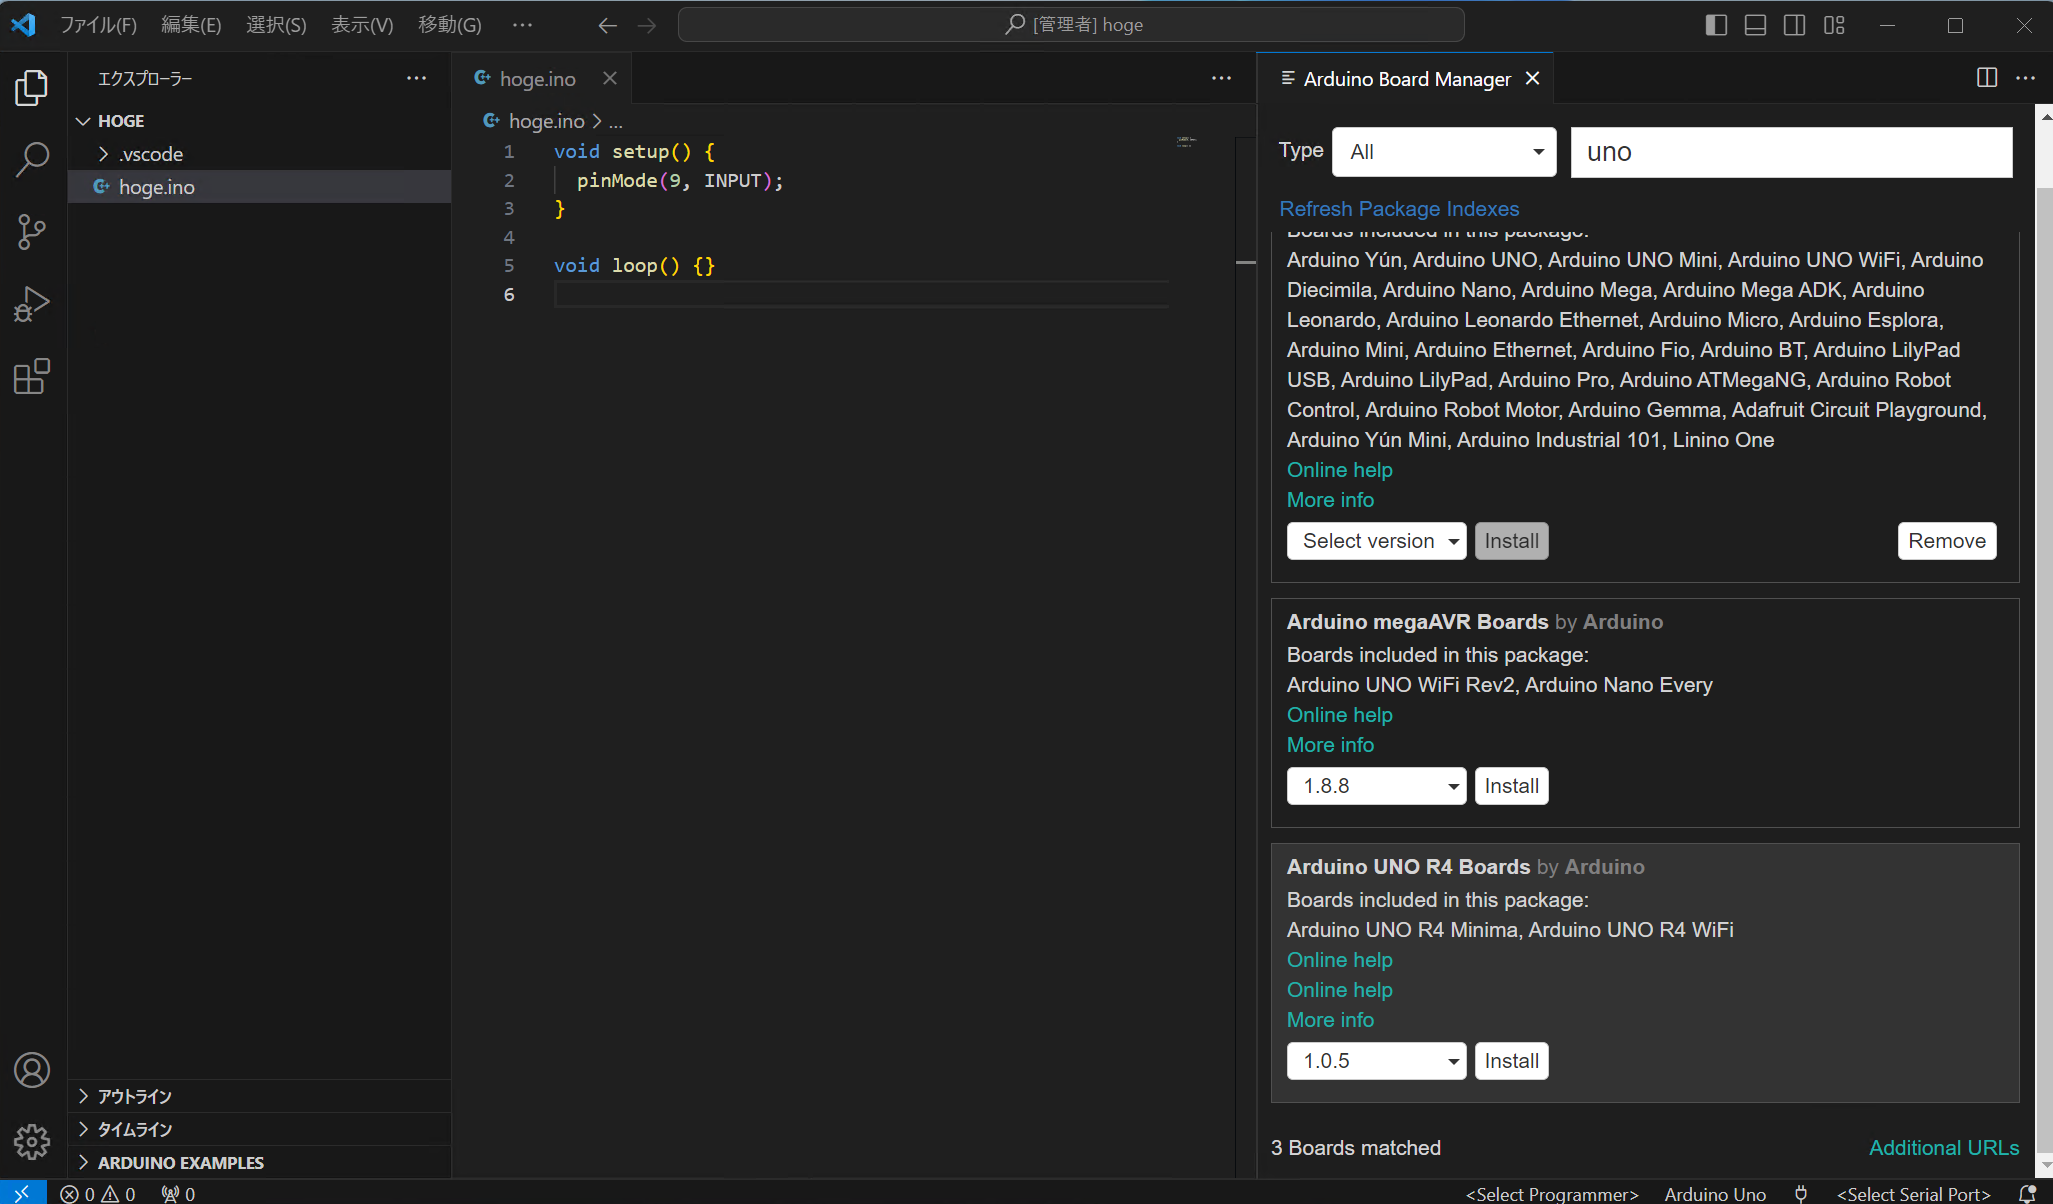 ファイル(F) 編集(E) 選択(S) 表示(V) 移動(G) ··· [管理者] hoge
エクスプローラー ···
HOGE
.vscode
hoge.ino
アウトライン
タイムライン
ARDUINO EXAMPLES
hoge.ino ···
hoge.ino > ...
1 void setup() {
2 pinMode(9, INPUT);
3 }
4
5 void loop() {}
6
Arduino Board Manager ···
Type All uno
Refresh Package Indexes
Boards included in this package:
Arduino Yún, Arduino UNO, Arduino UNO Mini, Arduino UNO WiFi, Arduino
Diecimila, Arduino Nano, Arduino Mega, Arduino Mega ADK, Arduino
Leonardo, Arduino Leonardo Ethernet, Arduino Micro, Arduino Esplora,
Arduino Mini, Arduino Ethernet, Arduino Fio, Arduino BT, Arduino LilyPad
USB, Arduino LilyPad, Arduino Pro, Arduino ATMegaNG, Arduino Robot
Control, Arduino Robot Motor, Arduino Gemma, Adafruit Circuit Playground,
Arduino Yún Mini, Arduino Industrial 101, Linino One
Online help
More info
Select version Install Remove
Arduino megaAVR Boards by Arduino
Boards included in this package:
Arduino UNO WiFi Rev2, Arduino Nano Every
Online help
More info
1.8.8 Install
Arduino UNO R4 Boards by Arduino
Boards included in this package:
Arduino UNO R4 Minima, Arduino UNO R4 WiFi
Online help
Online help
More info
1.0.5 Install
3 Boards matched Additional URLs
0 0 0 <Select Programmer> Arduino Uno <Select Serial Port>